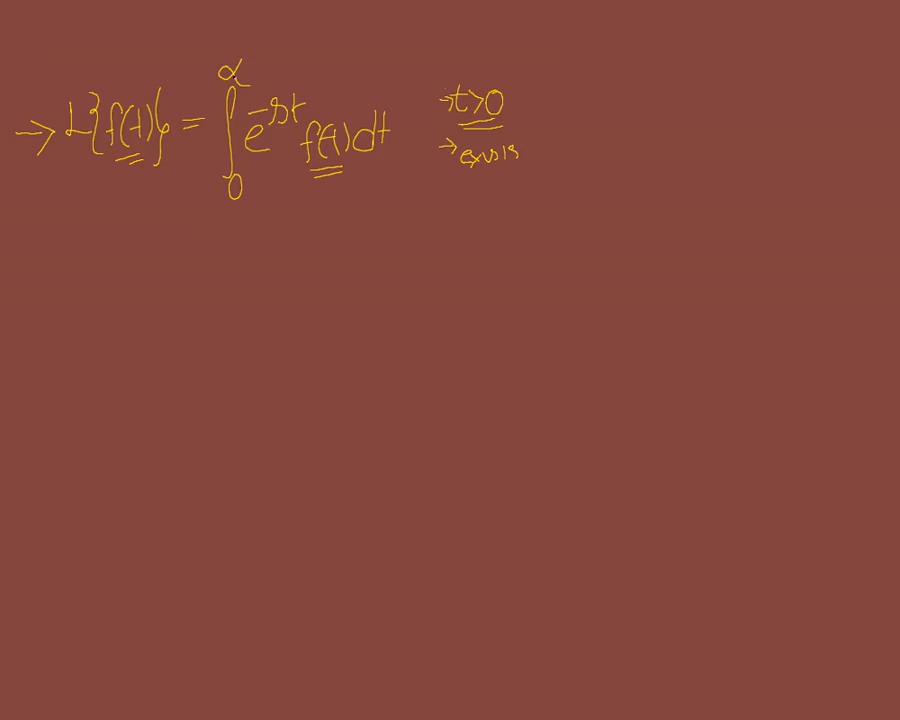 → L{f(t)} = ∫₀^∝ e^{-st} f(t) dt
→ t>0
→ exists